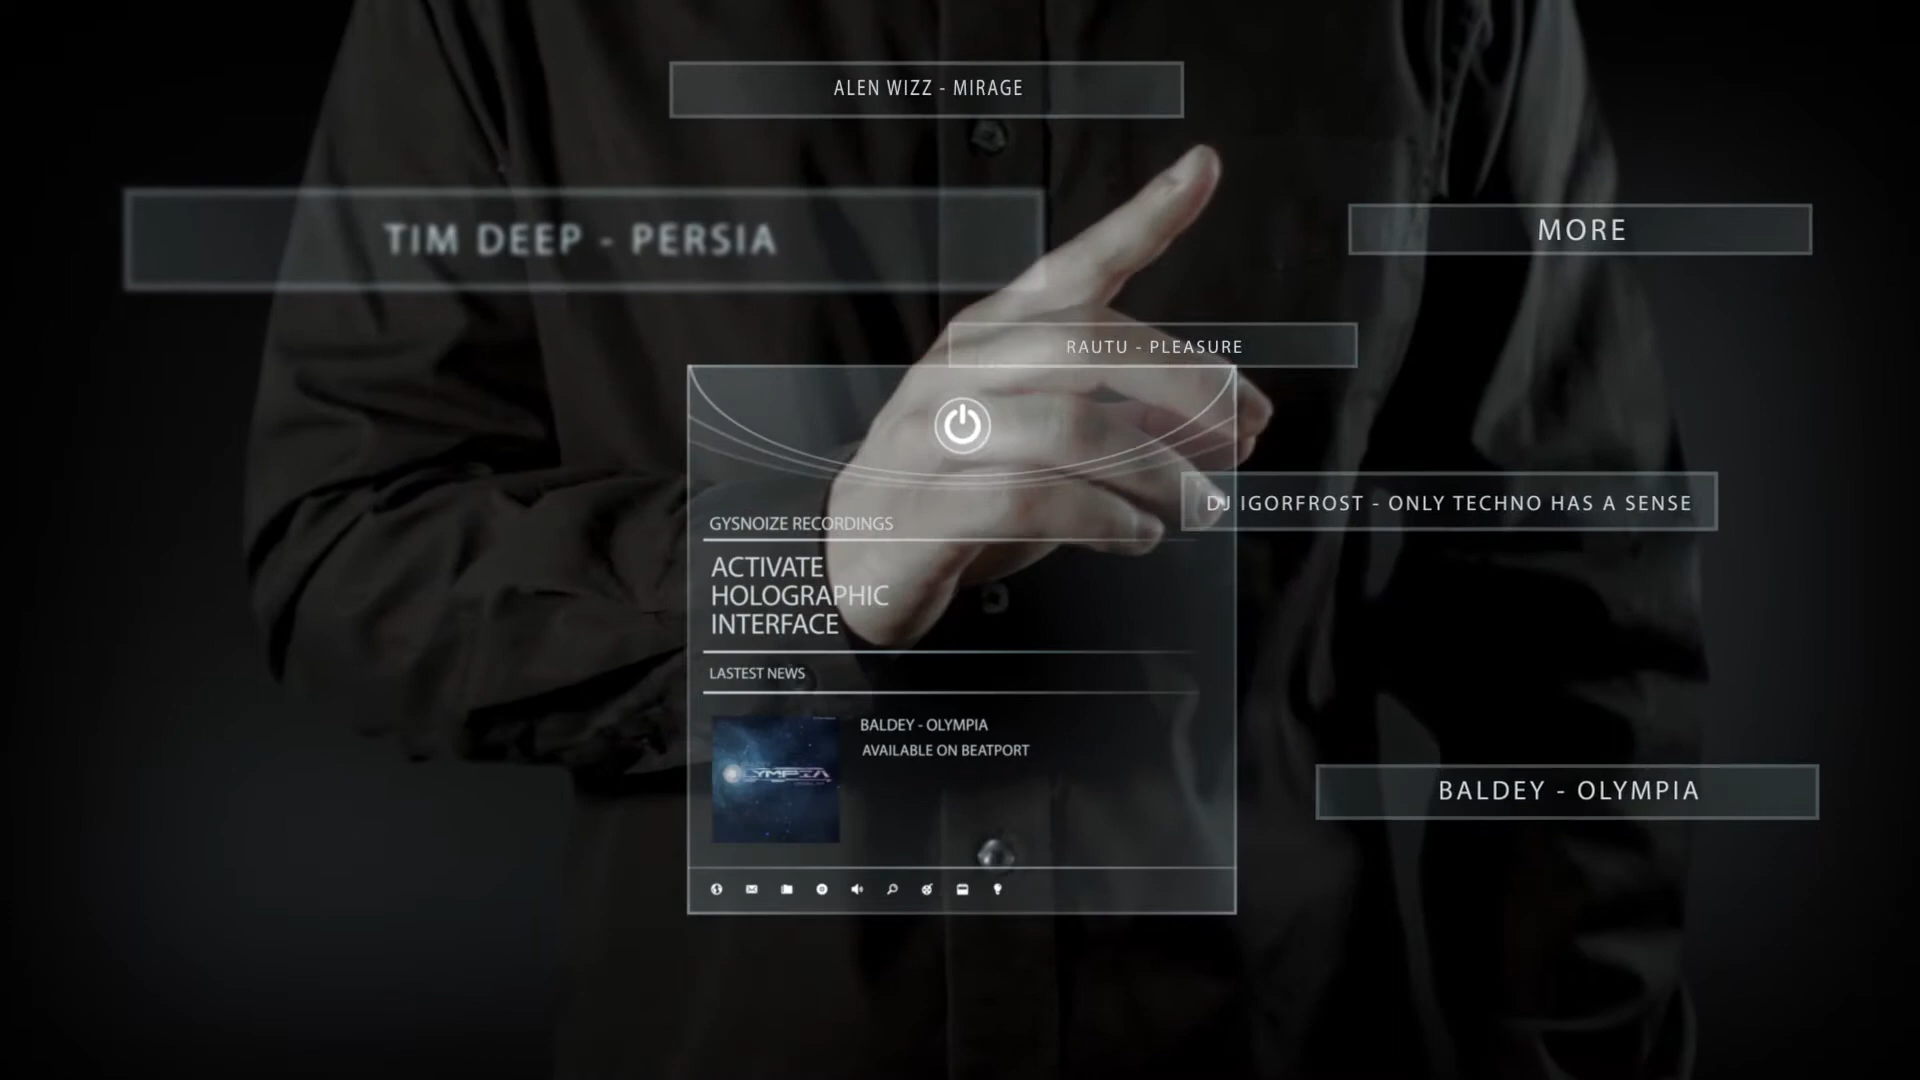 ALEN WIZZ - MIRAGE
TIM DEEP - PERSIA
MORE
RAUTU - PLEASURE
DJ IGORFROST - ONLY TECHNO HAS A SENSE
GYSNOIZE RECORDINGS
ACTIVATE
HOLOGRAPHIC
INTERFACE
LASTEST NEWS
BALDEY - OLYMPIA
AVAILABLE ON BEATPORT
OLYMPIA
BALDEY - OLYMPIA